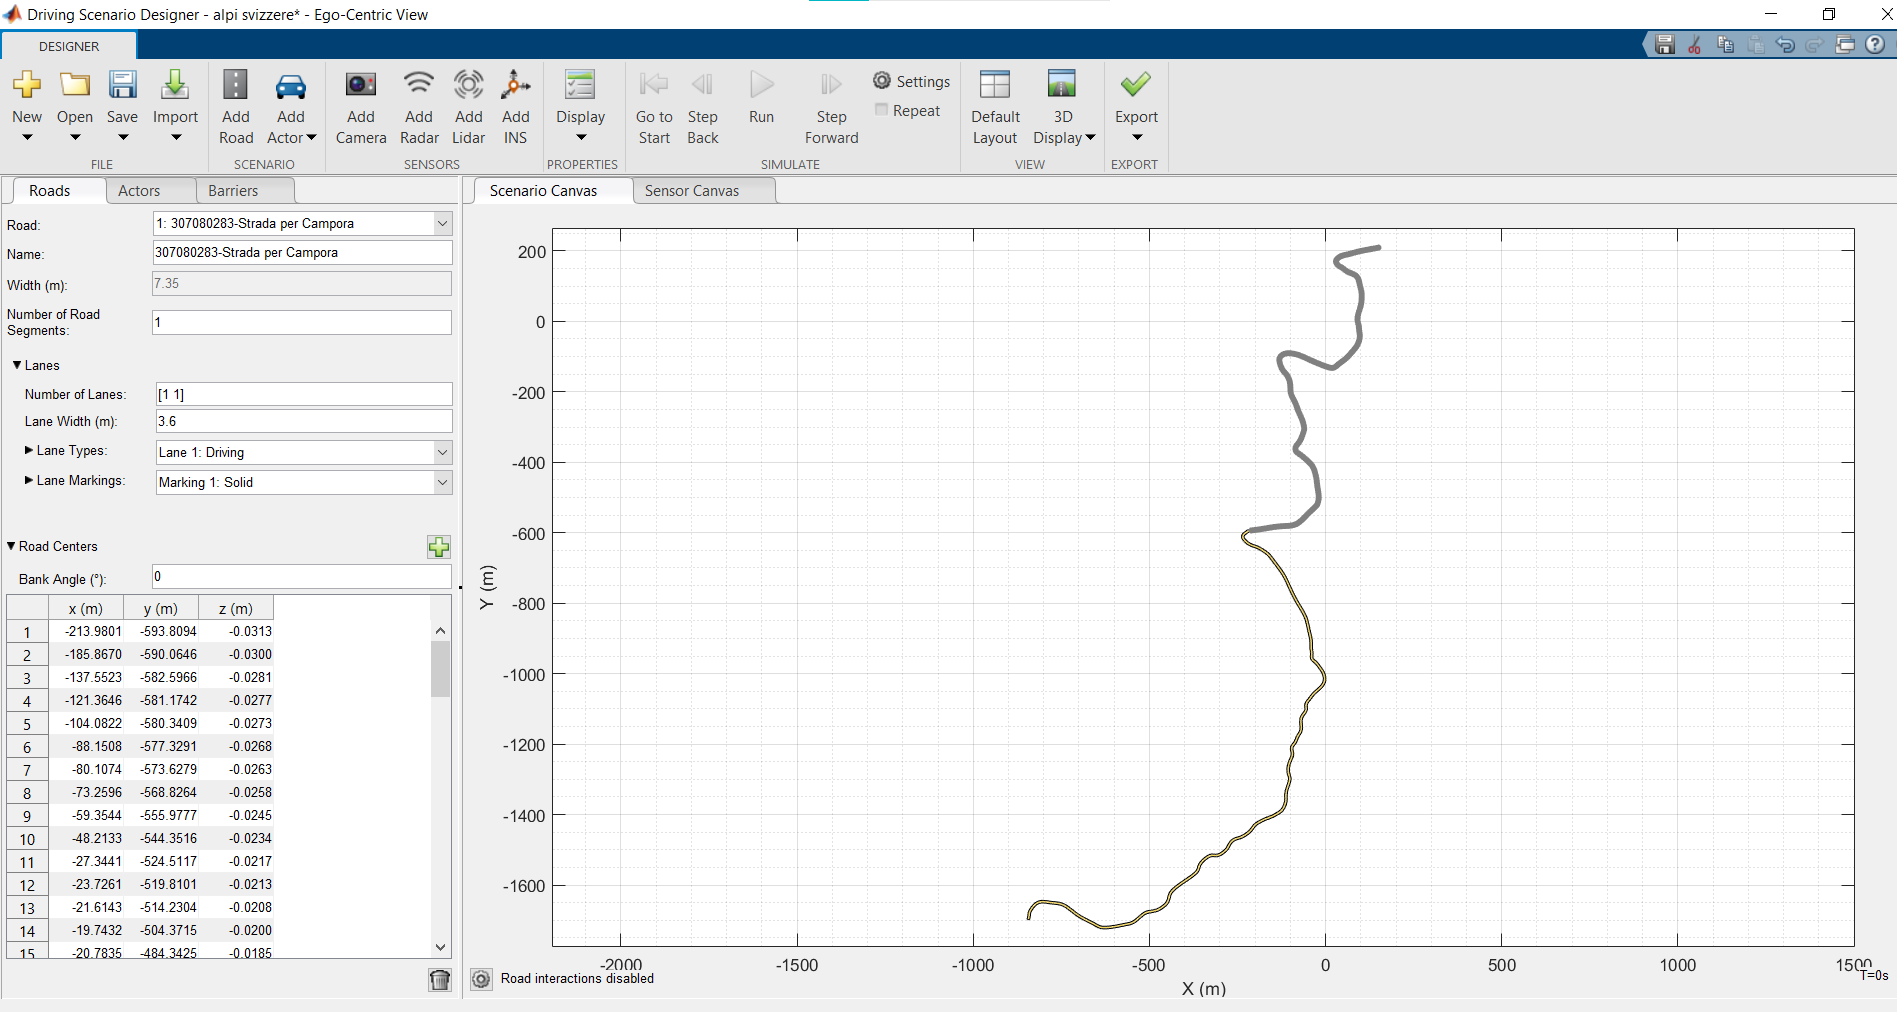 Driving Scenario Designer - alpi svizzere* - Ego-Centric View
DESIGNER
New
Open
Save
Import
FILE
Add Road
Add Actor
SCENARIO
Add Camera
Add Radar
Add Lidar
Add INS
SENSORS
Display
PROPERTIES
Go to Start
Step Back
Run
Step Forward
Settings
Repeat
SIMULATE
Default Layout
3D Display
VIEW
Export
EXPORT
Roads Actors Barriers
Road: 1: 307080283-Strada per Campora
Name: 307080283-Strada per Campora
Width (m): 7.35
Number of Road Segments: 1
Lanes
Number of Lanes: [1 1]
Lane Width (m): 3.6
Lane Types: Lane 1: Driving
Lane Markings: Marking 1: Solid
Road Centers
Bank Angle (°): 0
x (m) y (m) z (m)
1 -213.9801 -593.8094 -0.0313
2 -185.8670 -590.0646 -0.0300
3 -137.5523 -582.5966 -0.0281
4 -121.3646 -581.1742 -0.0277
5 -104.0822 -580.3409 -0.0273
6 -88.1508 -577.3291 -0.0268
7 -80.1074 -573.6279 -0.0263
8 -73.2596 -568.8264 -0.0258
9 -59.3544 -555.9777 -0.0245
10 -48.2133 -544.3516 -0.0234
11 -27.3441 -524.5117 -0.0217
12 -23.7261 -519.8101 -0.0213
13 -21.6143 -514.2304 -0.0208
14 -19.7432 -504.3715 -0.0200
15 -20.7835 -484.3425 -0.0185
Scenario Canvas Sensor Canvas
200
0
-200
-400
-600
-800
-1000
-1200
-1400
-1600
Y (m)
-2000 -1500 -1000 -500 0 500 1000 1500
X (m)
Road interactions disabled
T=0s